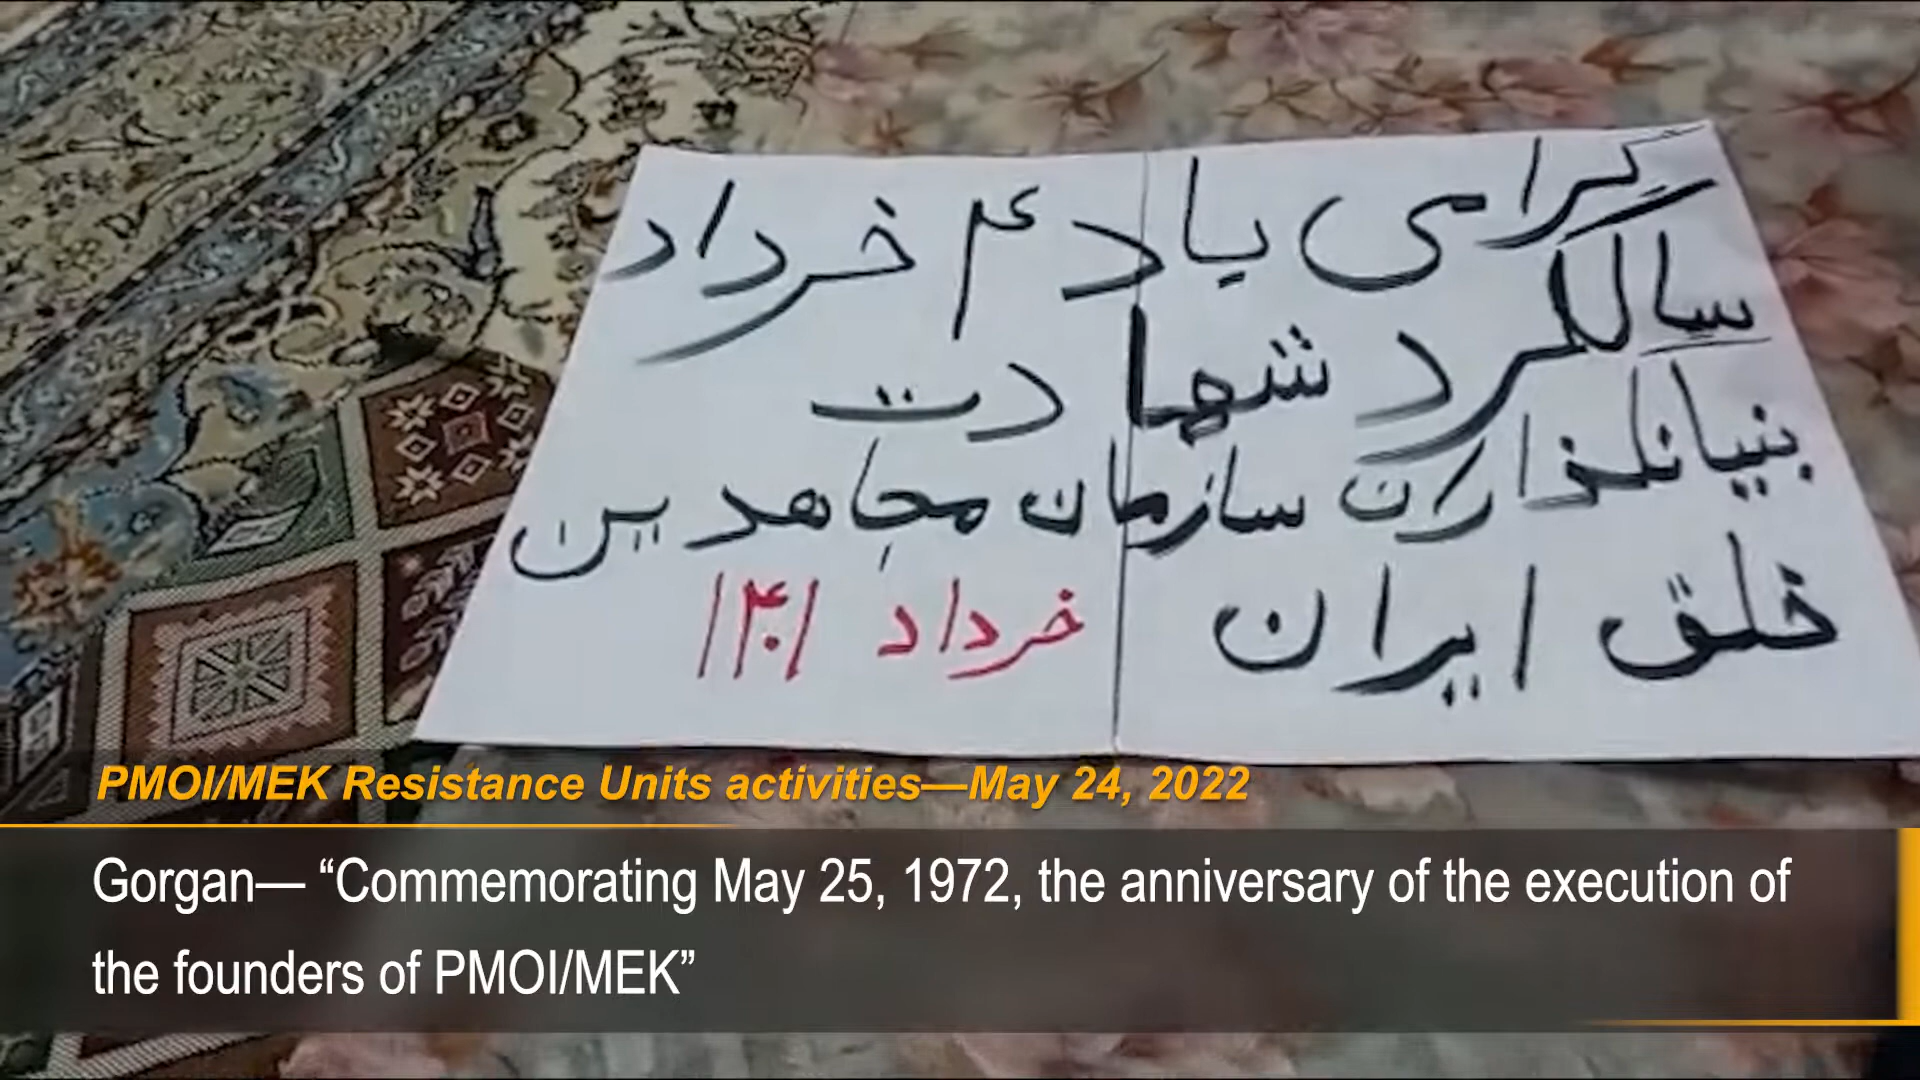 گرامی یاد ۴ خرداد
سالگرد شهادت
بنیانگذاران سازمان مجاهدین
خلق ایران خرداد ۱۴۰۱
PMOI/MEK Resistance Units activities—May 24, 2022
Gorgan— “Commemorating May 25, 1972, the anniversary of the execution of
the founders of PMOI/MEK”